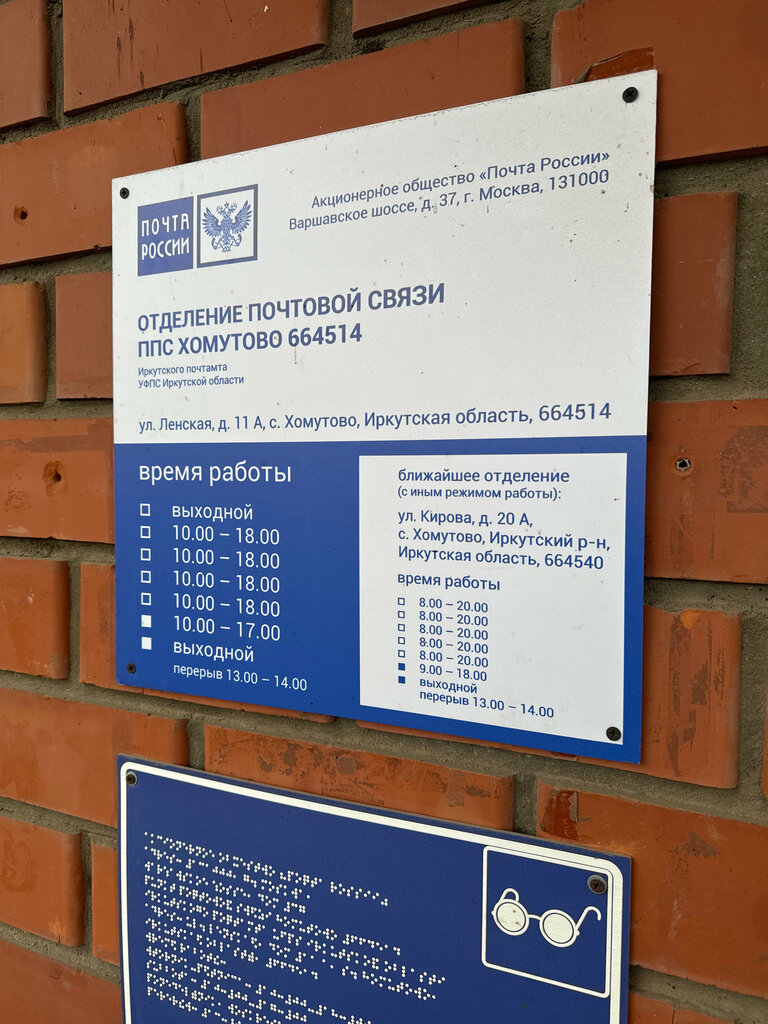 ПОЧТА
РОССИИ
Акционерное общество «Почта России»
Варшавское шоссе, д. 37, г. Москва, 131000
ОТДЕЛЕНИЕ ПОЧТОВОЙ СВЯЗИ
ППС ХОМУТОВО 664514
Иркутского почтамта
УФПС Иркутской области
ул. Ленская, д. 11 А, с. Хомутово, Иркутская область, 664514
время работы
выходной
10.00 – 18.00
10.00 – 18.00
10.00 – 18.00
10.00 – 18.00
10.00 – 17.00
выходной
перерыв 13.00 – 14.00
ближайшее отделение
(с иным режимом работы):
ул. Кирова, д. 20 А,
с. Хомутово, Иркутский р-н,
Иркутская область, 664540
время работы
8.00 – 20.00
8.00 – 20.00
8.00 – 20.00
8.00 – 20.00
8.00 – 20.00
9.00 – 18.00
выходной
перерыв 13.00 – 14.00